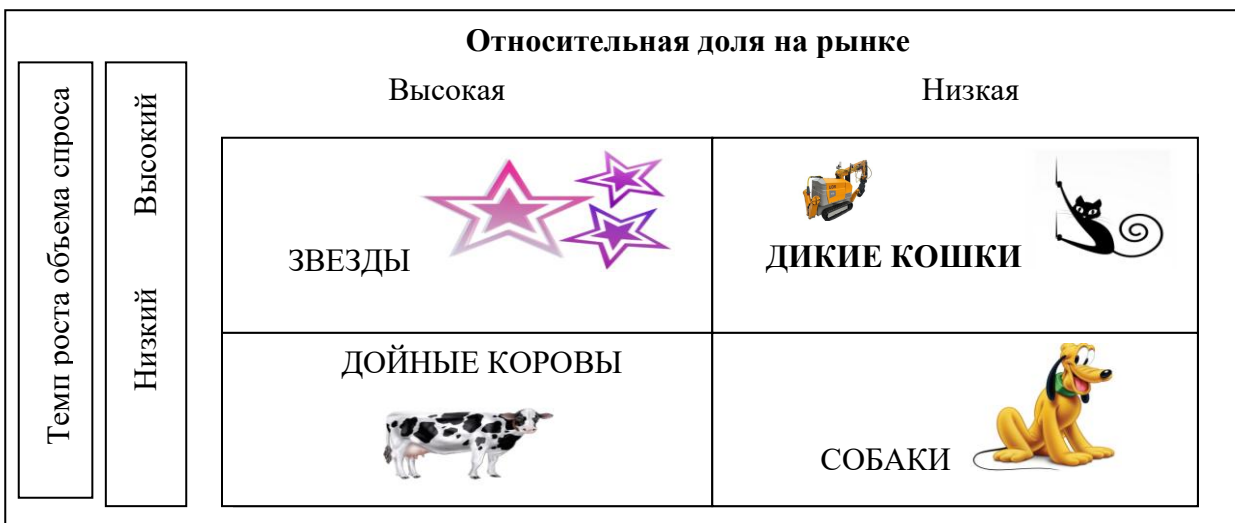 Относительная доля на рынке
Высокая
Низкая
Темп роста объема спроса
Высокий
Низкий
ЗВЕЗДЫ
ДИКИЕ КОШКИ
ДОЙНЫЕ КОРОВЫ
СОБАКИ